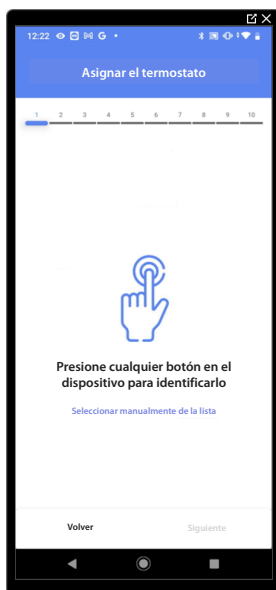 12:22 G
Asignar el termostato
1 2 3 4 5 6 7 8 9 10
Presione cualquier botón en el
dispositivo para identificarlo
Seleccionar manualmente de la lista
Volver Siguiente